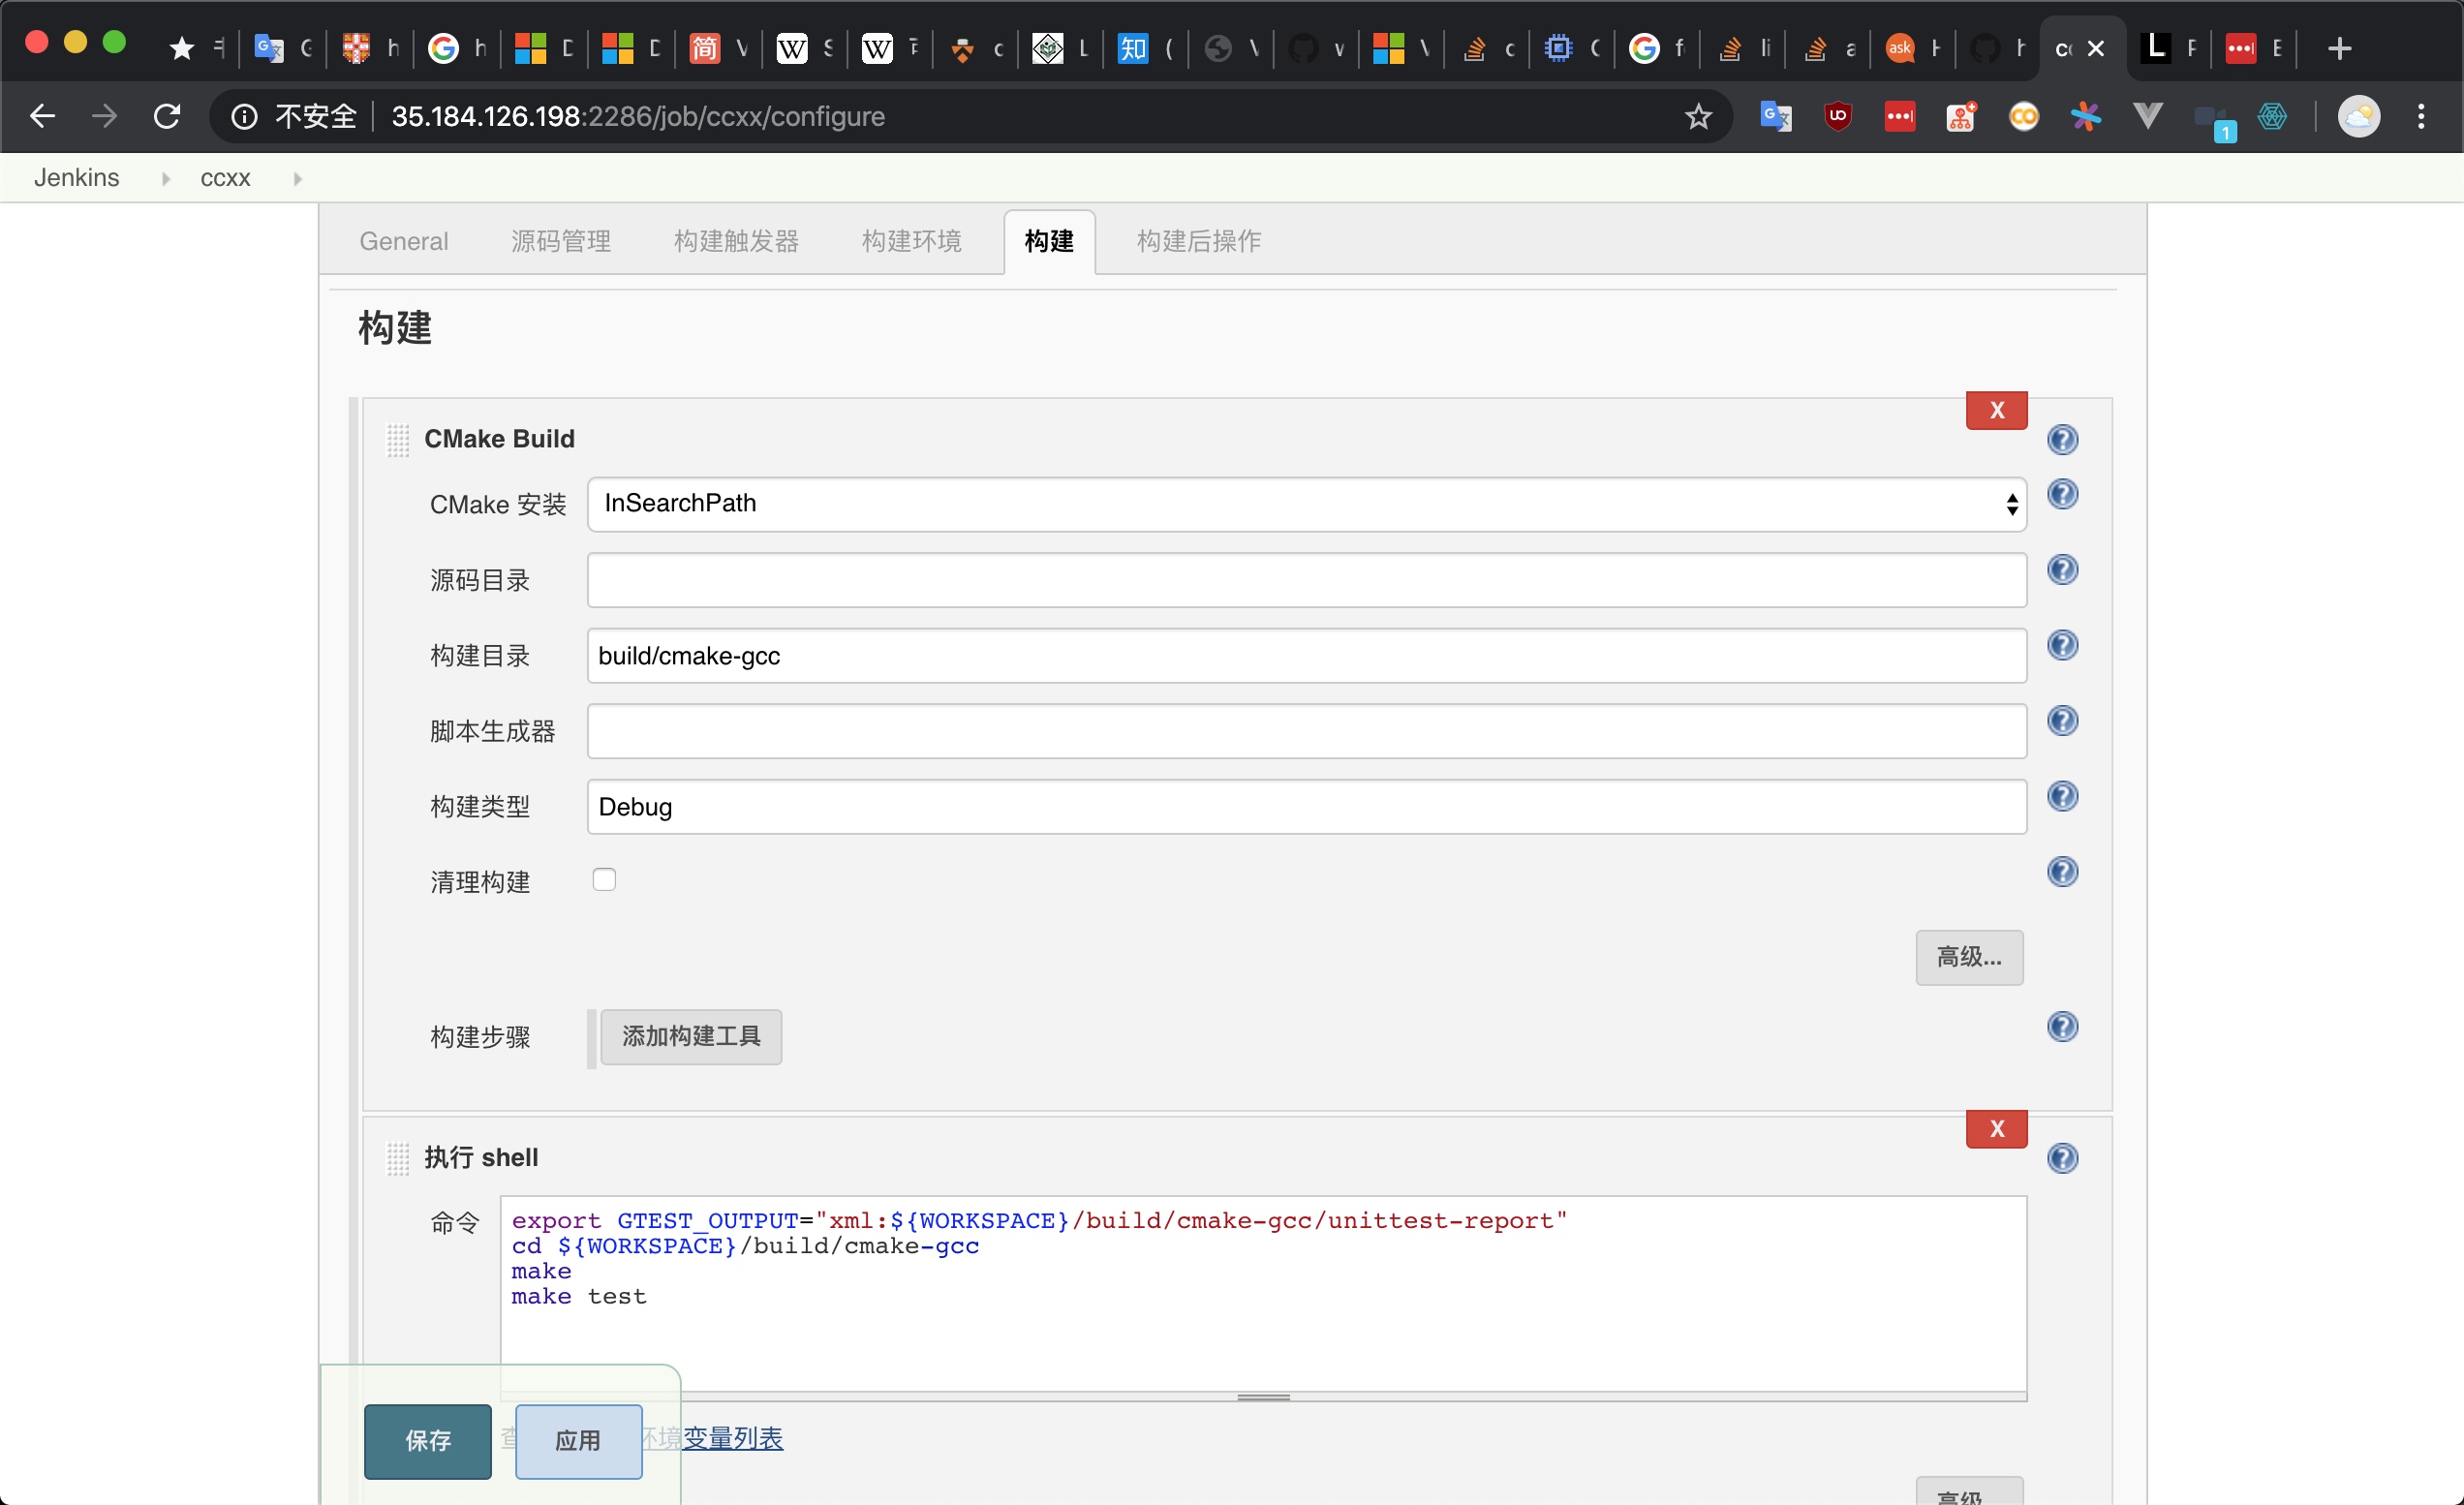 不安全 35.184.126.198:2286/job/ccxx/configure
Jenkins ccxx
General 源码管理 构建触发器 构建环境 构建 构建后操作
构建
X
CMake Build
CMake 安装 InSearchPath
源码目录
构建目录 build/cmake-gcc
脚本生成器
构建类型 Debug
清理构建
高级...
构建步骤 添加构建工具
X
执行 shell
命令
export GTEST_OUTPUT="xml:${WORKSPACE}/build/cmake-gcc/unittest-report"
cd ${WORKSPACE}/build/cmake-gcc
make
make test
保存 应用 环境变量列表
高级